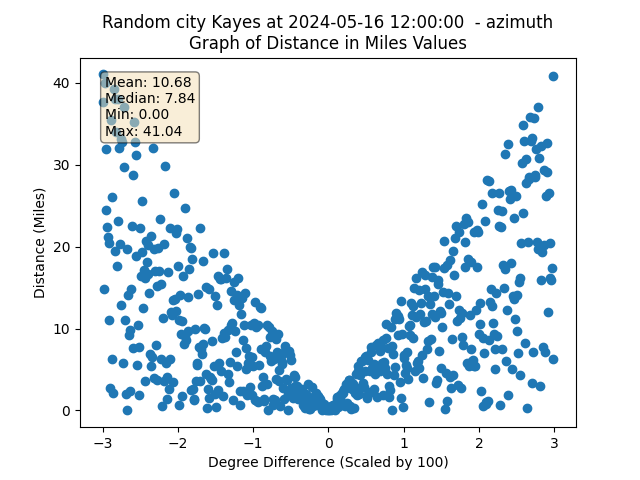 Random city Kayes at 2024-05-16 12:00:00  - azimuth
Graph of Distance in Miles Values
Mean: 10.68
Median: 7.84
Min: 0.00
Max: 41.04
Distance (Miles)
40
30
20
10
0
−3
−2
−1
0
1
2
3
Degree Difference (Scaled by 100)